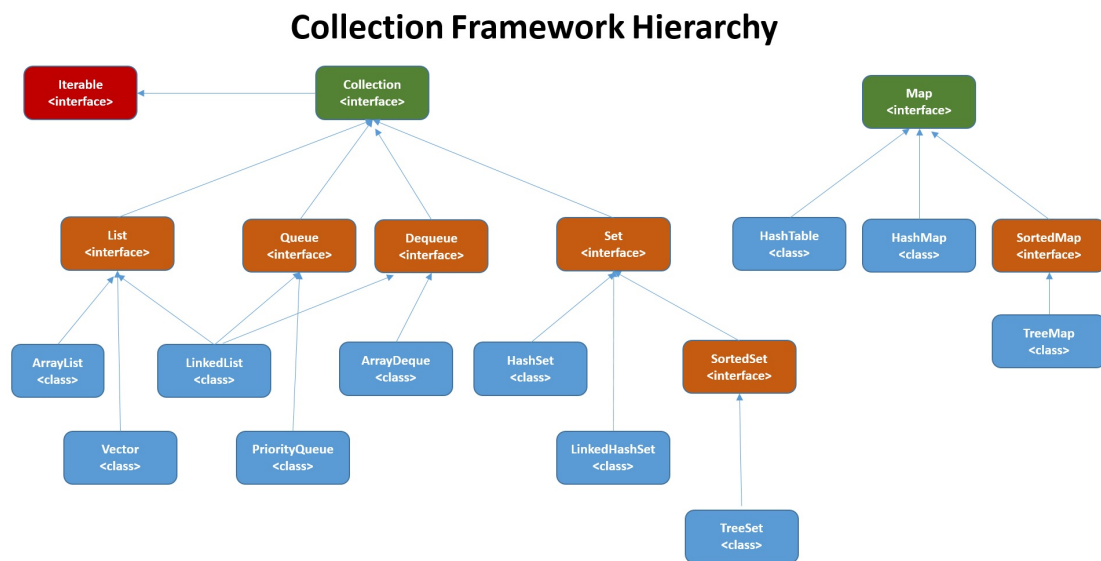 Collection Framework Hierarchy
Iterable
<interface>
Collection
<interface>
Map
<interface>
List
<interface>
Queue
<interface>
Dequeue
<interface>
Set
<interface>
HashTable
<class>
HashMap
<class>
SortedMap
<interface>
ArrayList
<class>
LinkedList
<class>
ArrayDeque
<class>
HashSet
<class>
SortedSet
<interface>
TreeMap
<class>
Vector
<class>
PriorityQueue
<class>
LinkedHashSet
<class>
TreeSet
<class>